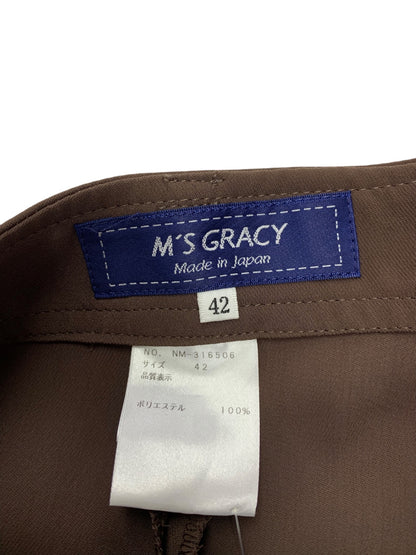 M'S GRACY
Made in Japan
42
NO. NM-316506
サイズ 42
品質表示
ポリエステル 100%